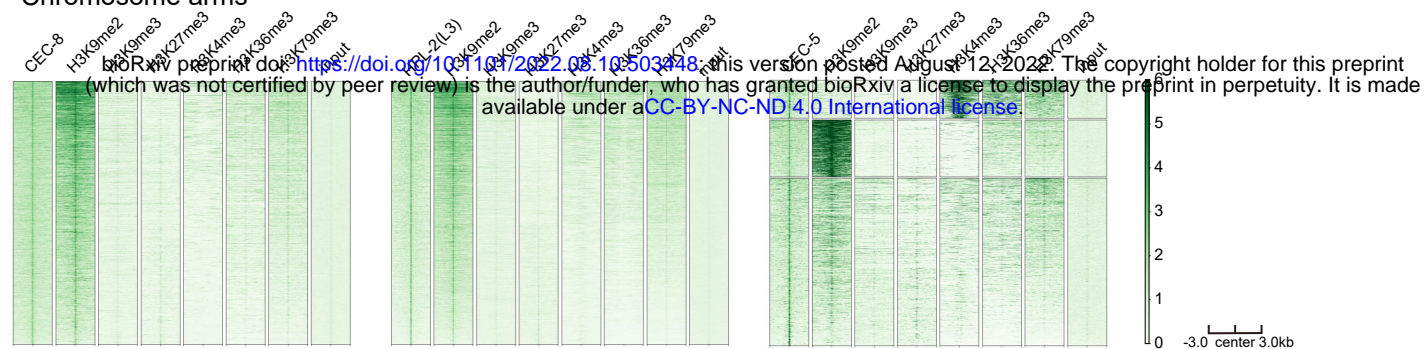 Chromosome arms
CEC-8 H3K9me2 H3K9me3 H3K27me3 H3K4me3 H3K36me3 H3K79me3 input
HPL-2(L3) H3K9me2 H3K9me3 H3K27me3 H3K4me3 H3K36me3 H3K79me3 input
CEC-5 H3K9me2 H3K9me3 H3K27me3 H3K4me3 H3K36me3 H3K79me3 input
bioRxiv preprint doi: https://doi.org/10.1101/2022.08.10.503448; this version posted August 12, 2022. The copyright holder for this preprint
(which was not certified by peer review) is the author/funder, who has granted bioRxiv a license to display the preprint in perpetuity. It is made
available under aCC-BY-NC-ND 4.0 International license.
6
5
4
3
2
1
0
-3.0 center 3.0kb